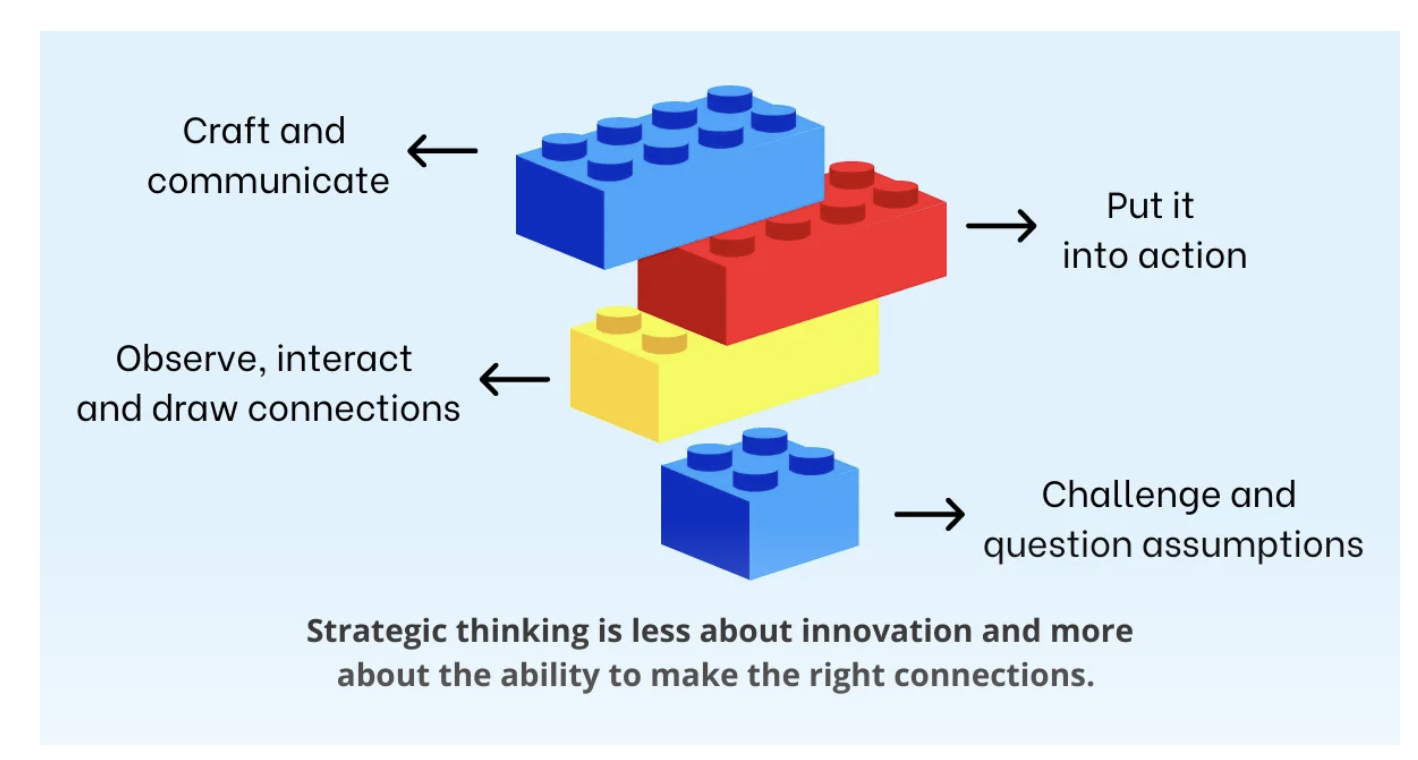 Craft and
communicate
Put it
into action
Observe, interact
and draw connections
Challenge and
question assumptions
Strategic thinking is less about innovation and more
about the ability to make the right connections.